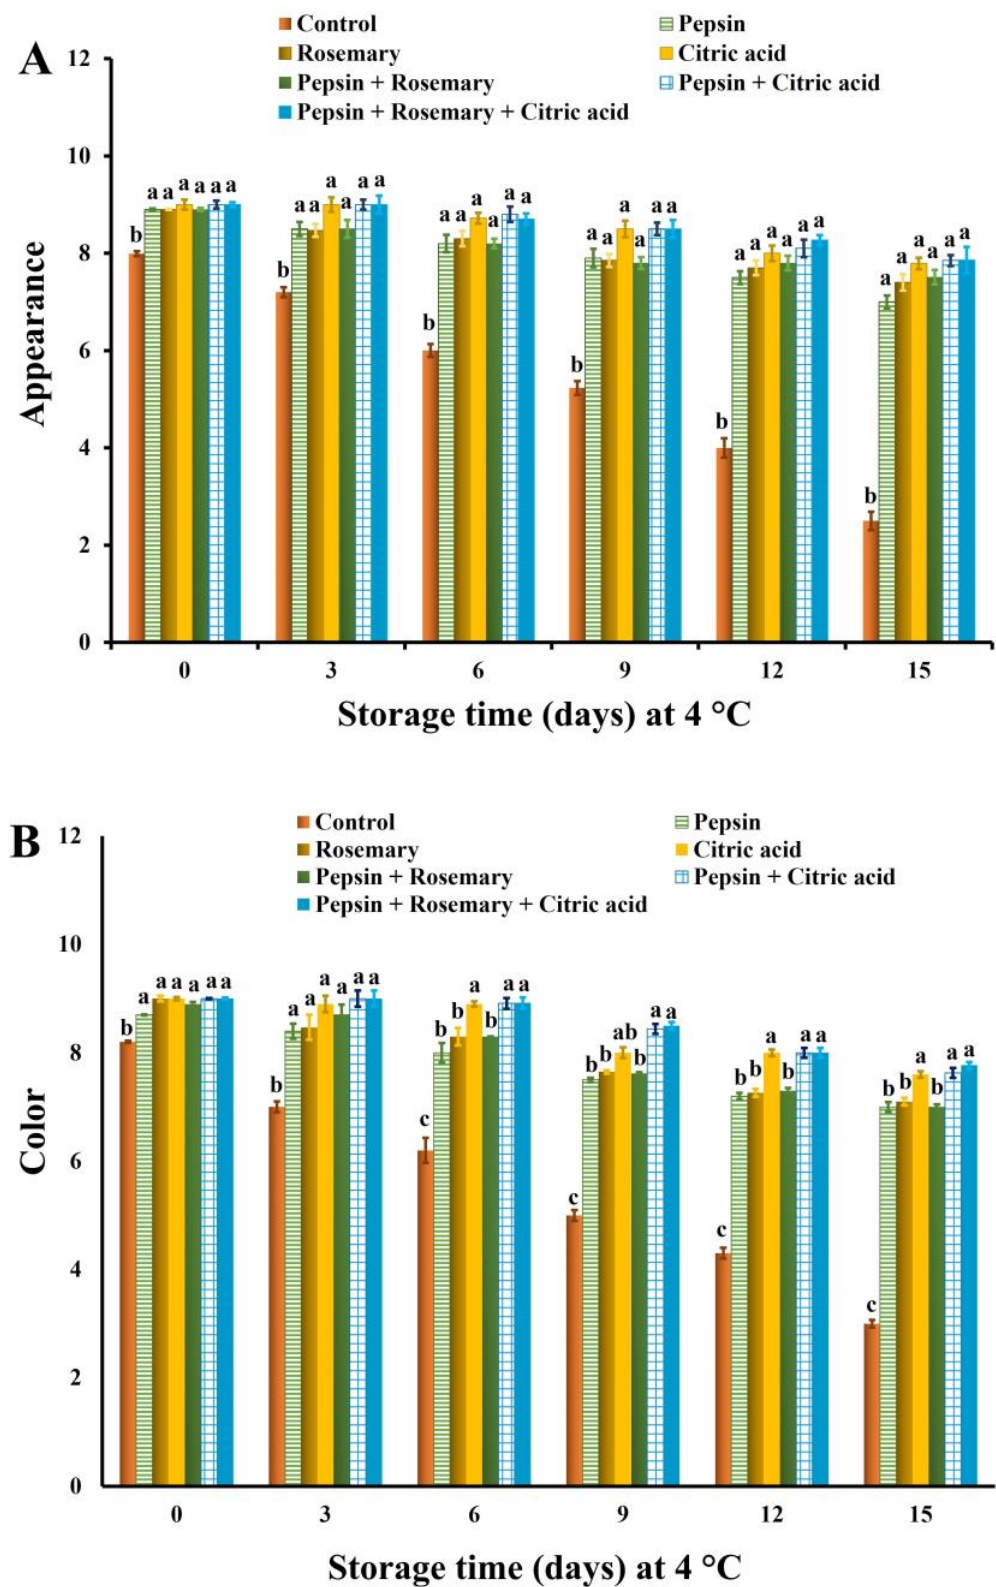 A
Control
Pepsin
Rosemary
Citric acid
Pepsin + Rosemary
Pepsin + Citric acid
Pepsin + Rosemary + Citric acid
12
10
8
6
4
2
0
Appearance
b a a a a a a
b a a a a a a
b a a a a a a
b a a a a a a
b a a a a a a
b a a a a a a
0 3 6 9 12 15
Storage time (days) at 4 °C
B
Control
Pepsin
Rosemary
Citric acid
Pepsin + Rosemary
Pepsin + Citric acid
Pepsin + Rosemary + Citric acid
12
10
8
6
4
2
0
Color
b a a a a a a
b a a a a a a
c b b a b a a
c b b ab b a a
c b b a b a a
c b b a b a a
0 3 6 9 12 15
Storage time (days) at 4 °C